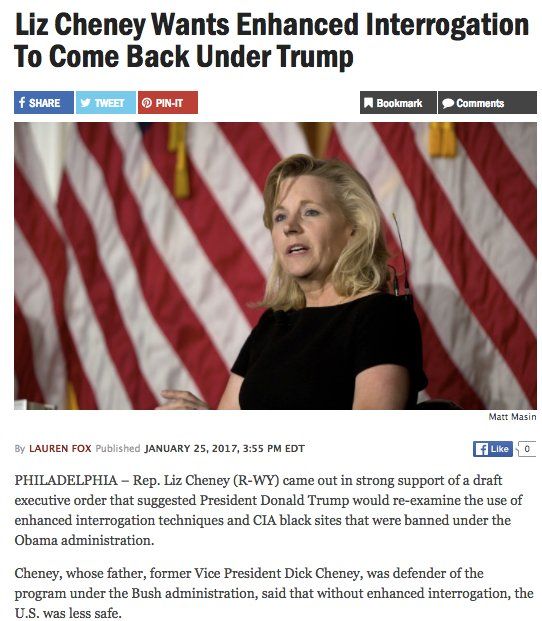 Liz Cheney Wants Enhanced Interrogation
To Come Back Under Trump
f SHARE TWEET PIN-IT Bookmark Comments
Matt Masin
By LAUREN FOX Published JANUARY 25, 2017, 3:55 PM EDT
f Like 0
PHILADELPHIA – Rep. Liz Cheney (R-WY) came out in strong support of a draft
executive order that suggested President Donald Trump would re-examine the use of
enhanced interrogation techniques and CIA black sites that were banned under the
Obama administration.
Cheney, whose father, former Vice President Dick Cheney, was defender of the
program under the Bush administration, said that without enhanced interrogation, the
U.S. was less safe.